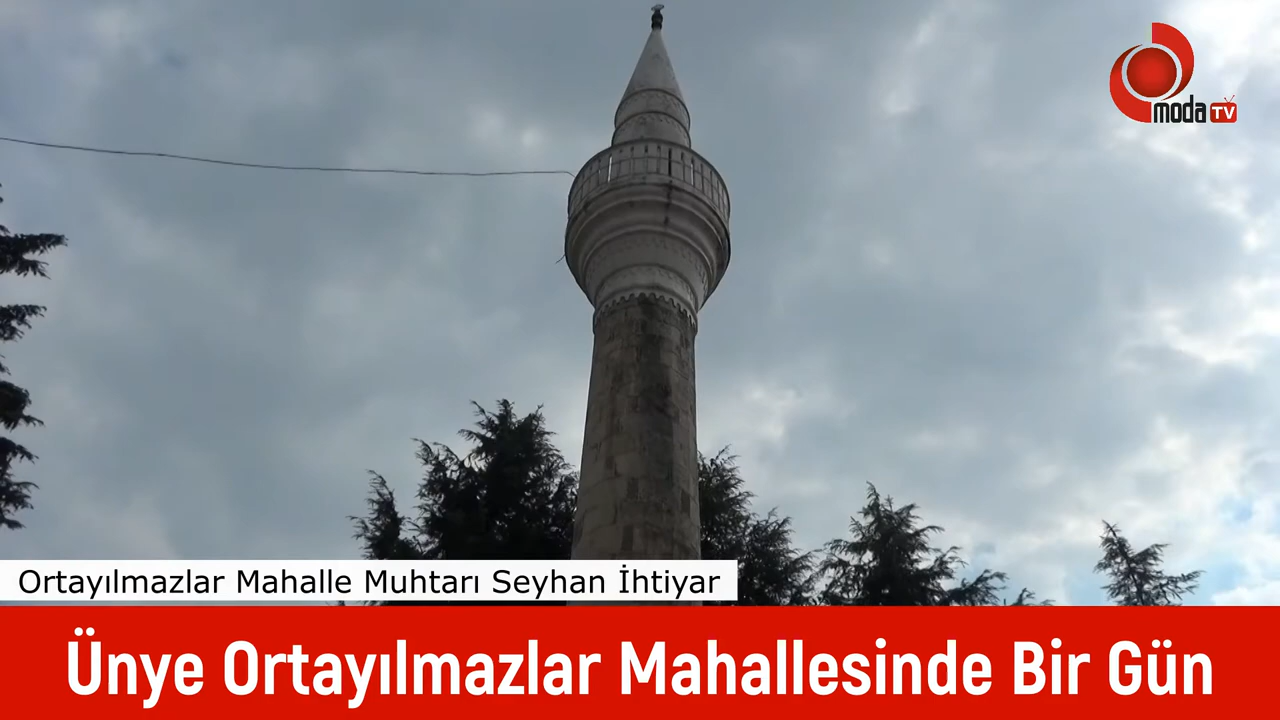 moda TV
Ortayılmazlar Mahalle Muhtarı Seyhan İhtiyar
Ünye Ortayılmazlar Mahallesinde Bir Gün